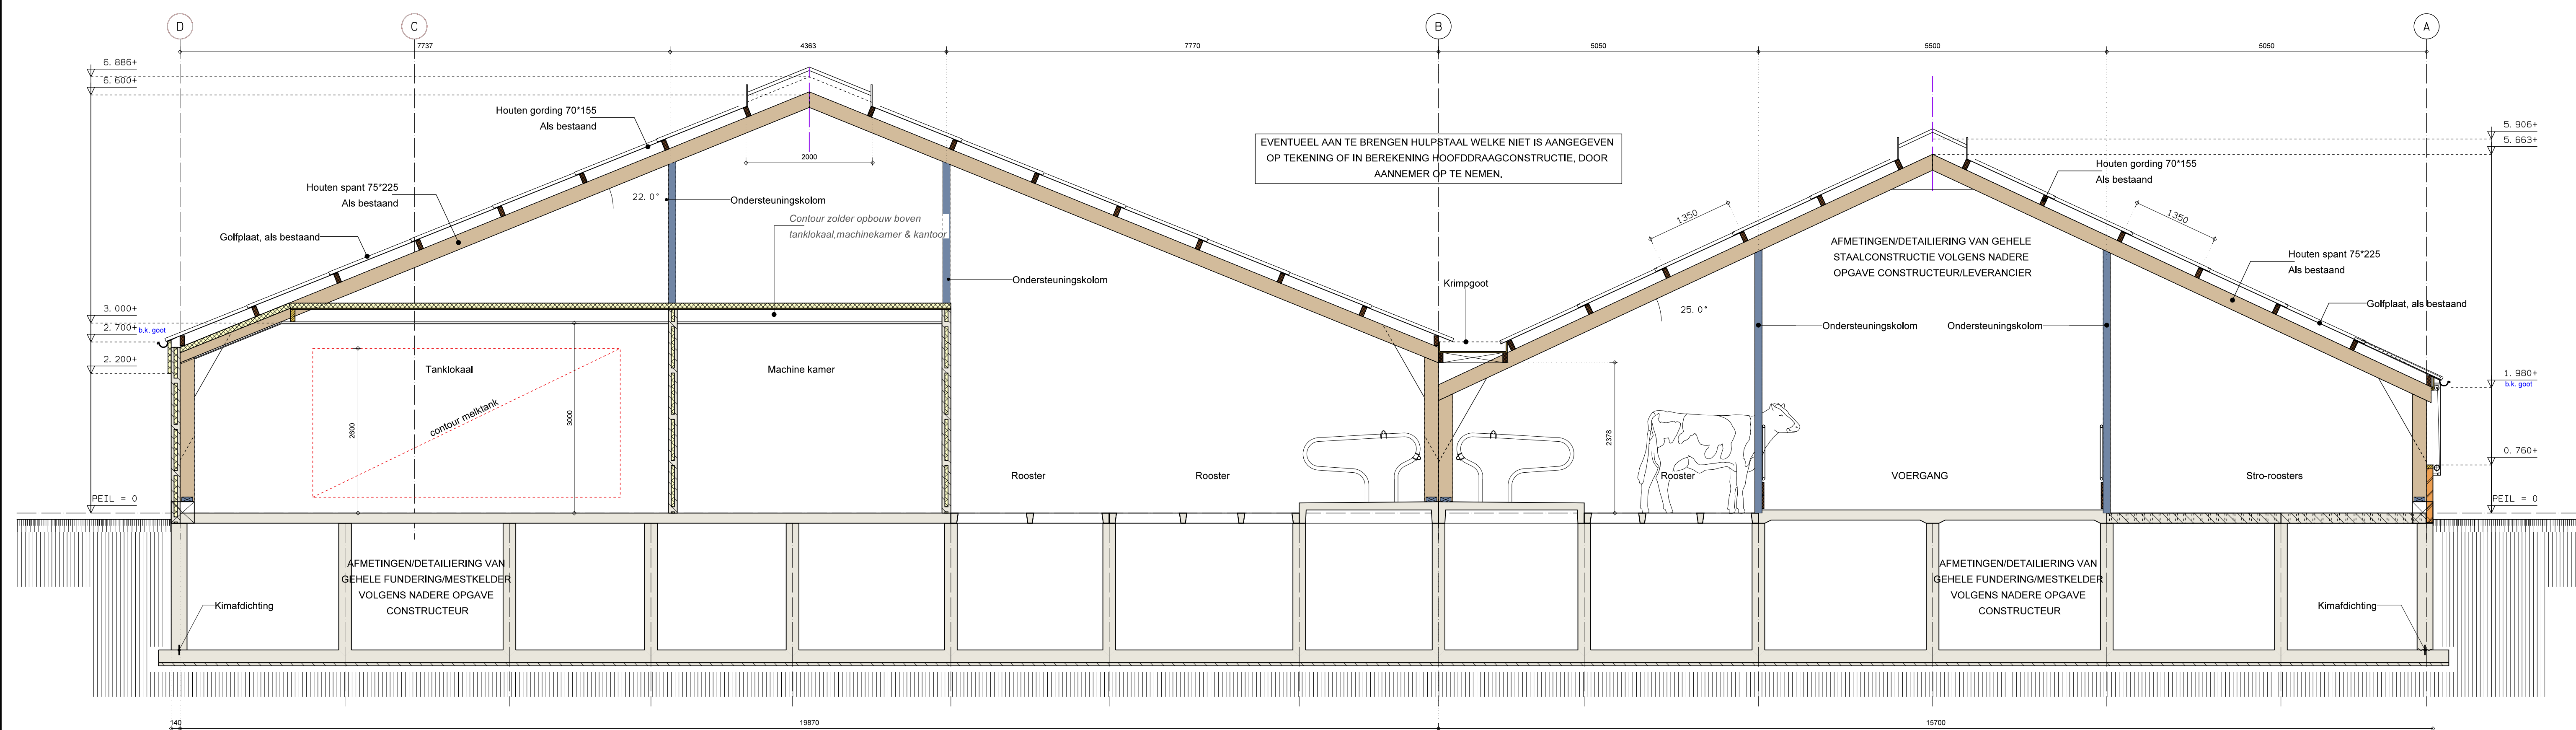 D
C
B
A
7737
4363
7770
5050
5500
5050
6.886+
6.600+
3.000+
2.700+
b.k. goot
2.200+
PEIL = 0
Houten gording 70*155
Als bestaand
Houten spant 75*225
Als bestaand
Golfplaat, als bestaand
22.0°
2000
Ondersteuningskolom
Contour zolder opbouw boven
tanklokaal,machinekamer & kantoor
Ondersteuningskolom
EVENTUEEL AAN TE BRENGEN HULPSTAAL WELKE NIET IS AANGEGEVEN
OP TEKENING OF IN BEREKENING HOOFDDRAAGCONSTRUCTIE, DOOR
AANNEMER OP TE NEMEN.
Krimpgoot
1350
1350
25.0°
AFMETINGEN/DETAILIERING VAN GEHELE
STAALCONSTRUCTIE VOLGENS NADERE
OPGAVE CONSTRUCTEUR/LEVERANCIER
Houten gording 70*155
Als bestaand
Houten spant 75*225
Als bestaand
Golfplaat, als bestaand
Ondersteuningskolom
Ondersteuningskolom
5.906+
5.663+
1.980+
b.k. goot
0.760+
PEIL = 0
Tanklokaal
Machine kamer
contour melktank
2600
3000
2378
Rooster
Rooster
Rooster
VOERGANG
Stro-roosters
AFMETINGEN/DETAILIERING VAN
GEHELE FUNDERING/MESTKELDER
VOLGENS NADERE OPGAVE
CONSTRUCTEUR
Kimafdichting
AFMETINGEN/DETAILIERING VAN
GEHELE FUNDERING/MESTKELDER
VOLGENS NADERE OPGAVE
CONSTRUCTEUR
Kimafdichting
140
19870
15700